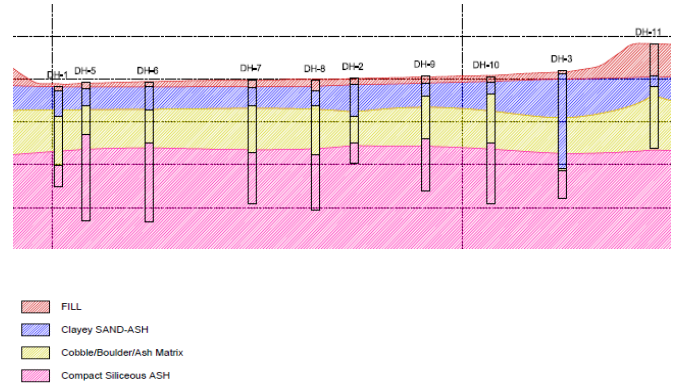 DH-11
DH-1
DH-5
DH-6
DH-7
DH-8
DH-2
DH-9
DH-10
DH-3
FILL
Clayey SAND-ASH
Cobble/Boulder/Ash Matrix
Compact Siliceous ASH